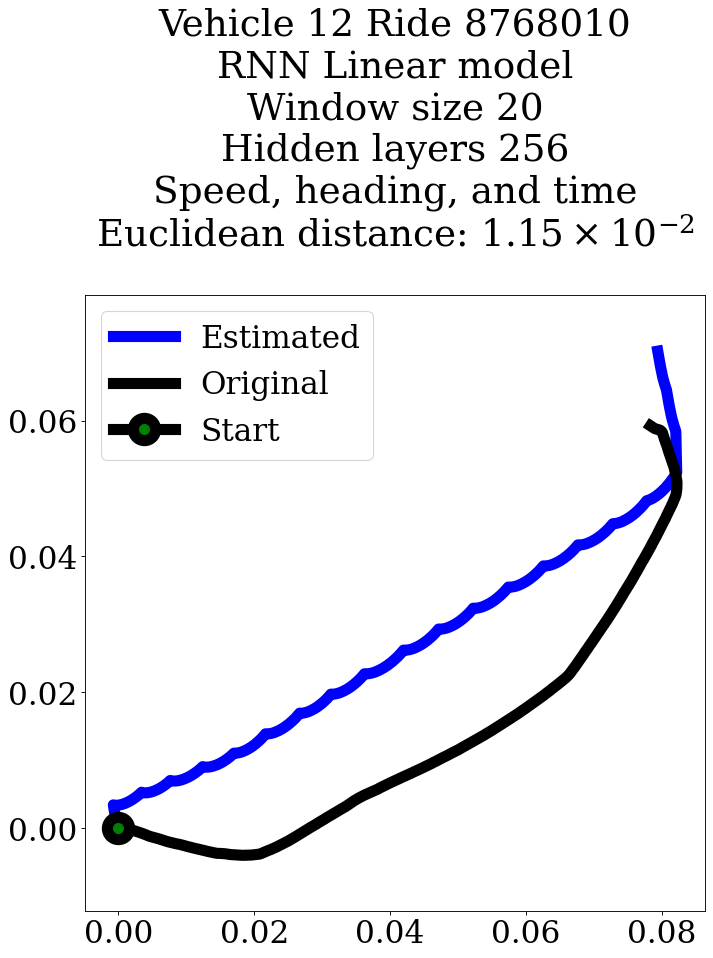 Vehicle 12 Ride 8768010
RNN Linear model
Window size 20
Hidden layers 256
Speed, heading, and time
Euclidean distance: 1.15 × 10⁻²
Estimated
Original
Start
0.06
0.04
0.02
0.00
0.00 0.02 0.04 0.06 0.08